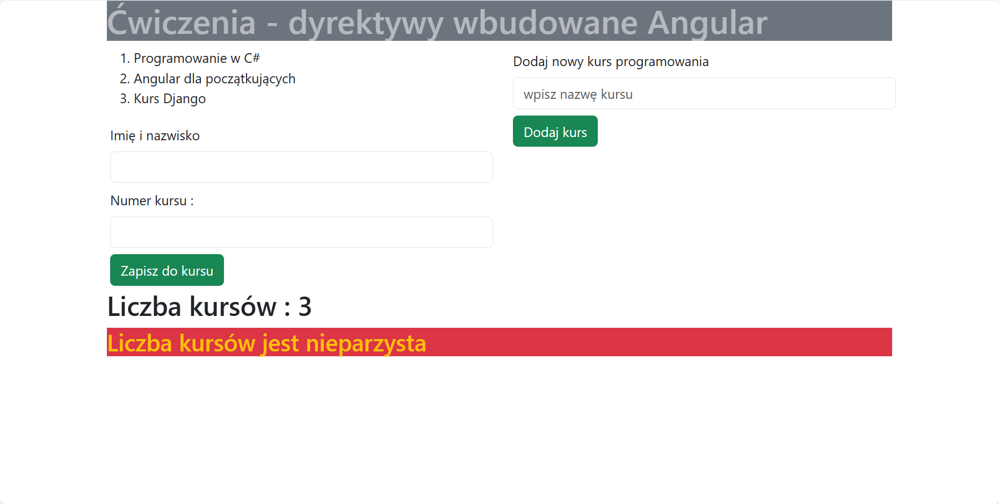 Ćwiczenia - dyrektywy wbudowane Angular
1. Programowanie w C#
2. Angular dla początkujących
3. Kurs Django
Imię i nazwisko
Numer kursu :
Zapisz do kursu
Dodaj nowy kurs programowania
wpisz nazwę kursu
Dodaj kurs
Liczba kursów : 3
Liczba kursów jest nieparzysta